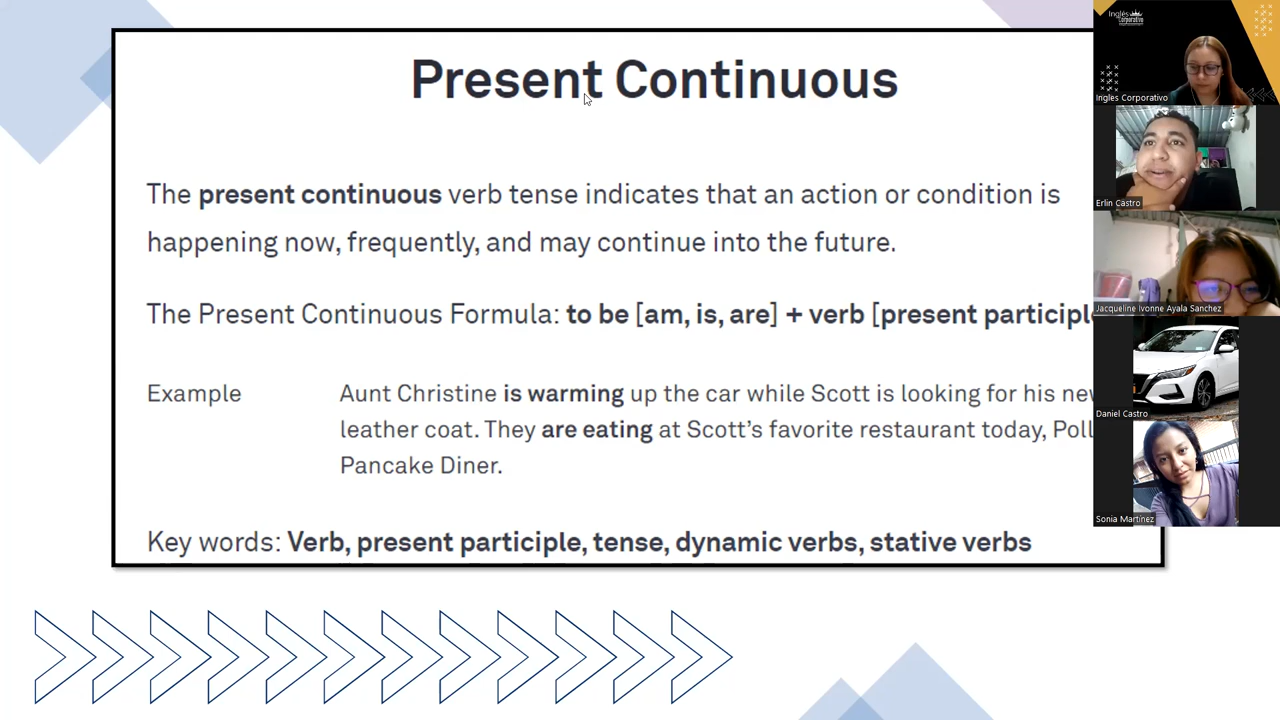 Present Continuous
The present continuous verb tense indicates that an action or condition is
happening now, frequently, and may continue into the future.
The Present Continuous Formula: to be [am, is, are] + verb [present participl
Example
Aunt Christine is warming up the car while Scott is looking for his new
leather coat. They are eating at Scott’s favorite restaurant today, Poll
Pancake Diner.
Key words: Verb, present participle, tense, dynamic verbs, stative verbs
Inglés
Corporativo
Ingles Corporativo
Erlin Castro
Jacqueline Ivonne Ayala Sanchez
Daniel Castro
Sonia Martínez